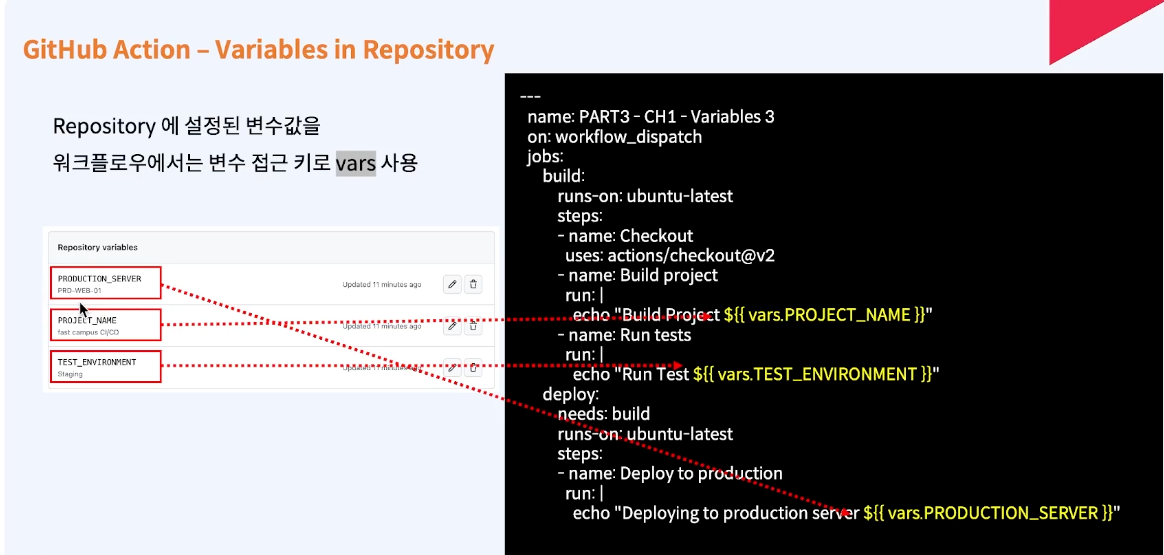 GitHub Action – Variables in Repository
Repository 에 설정된 변수값을
워크플로우에서는 변수 접근 키로 vars 사용
Repository variables
PRODUCTION_SERVER
PRD-WEB-01
Updated 11 minutes ago
PROJECT_NAME
fast campus CI/CD
Updated 11 minutes ago
TEST_ENVIRONMENT
Staging
Updated 11 minutes ago
---
name: PART3 - CH1 - Variables 3
on: workflow_dispatch
jobs:
build:
runs-on: ubuntu-latest
steps:
- name: Checkout
uses: actions/checkout@v2
- name: Build project
run: |
echo "Build Project ${{ vars.PROJECT_NAME }}"
- name: Run tests
run: |
echo "Run Test ${{ vars.TEST_ENVIRONMENT }}"
deploy:
needs: build
runs-on: ubuntu-latest
steps:
- name: Deploy to production
run: |
echo "Deploying to production server ${{ vars.PRODUCTION_SERVER }}"